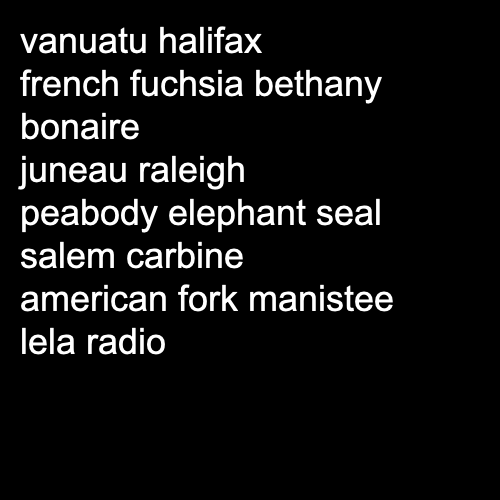 vanuatu halifax
french fuchsia bethany
bonaire
juneau raleigh
peabody elephant seal
salem carbine
american fork manistee
lela radio